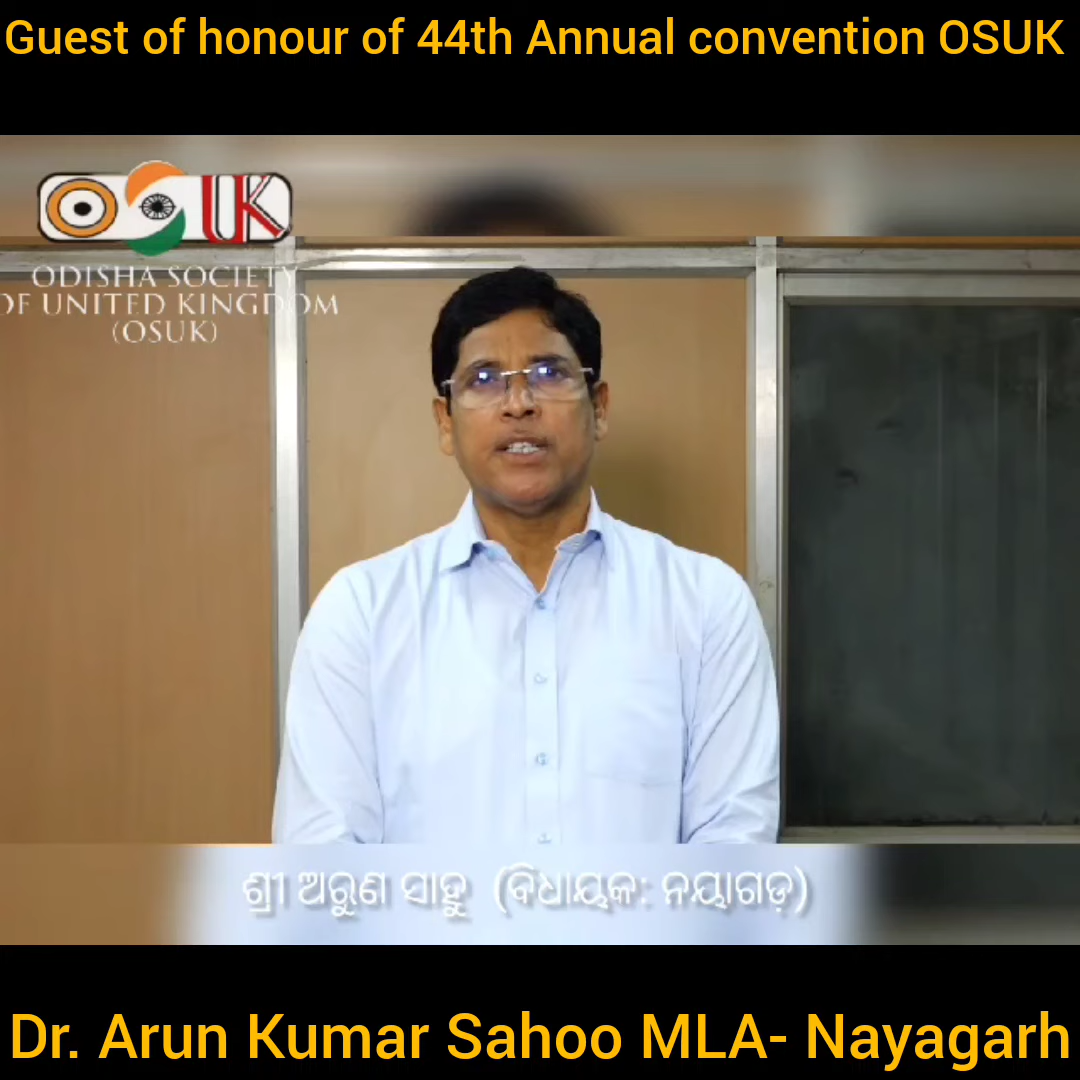 Guest of honour of 44th Annual convention OSUK
OSUK
ODISHA SOCIETY
OF UNITED KINGDOM
(OSUK)
ଶ୍ରୀ ଅରୁଣ ସାହୁ (ବିଧାୟକ: ନୟାଗଡ଼)
Dr. Arun Kumar Sahoo MLA- Nayagarh